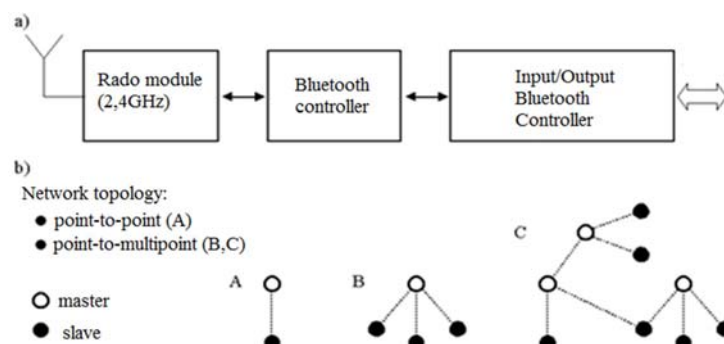 a)
Rado module
(2,4GHz)
Bluetooth
controller
Input/Output
Bluetooth
Controller
b)
Network topology:
point-to-point (A)
point-to-multipoint (B,C)
A
B
C
master
slave